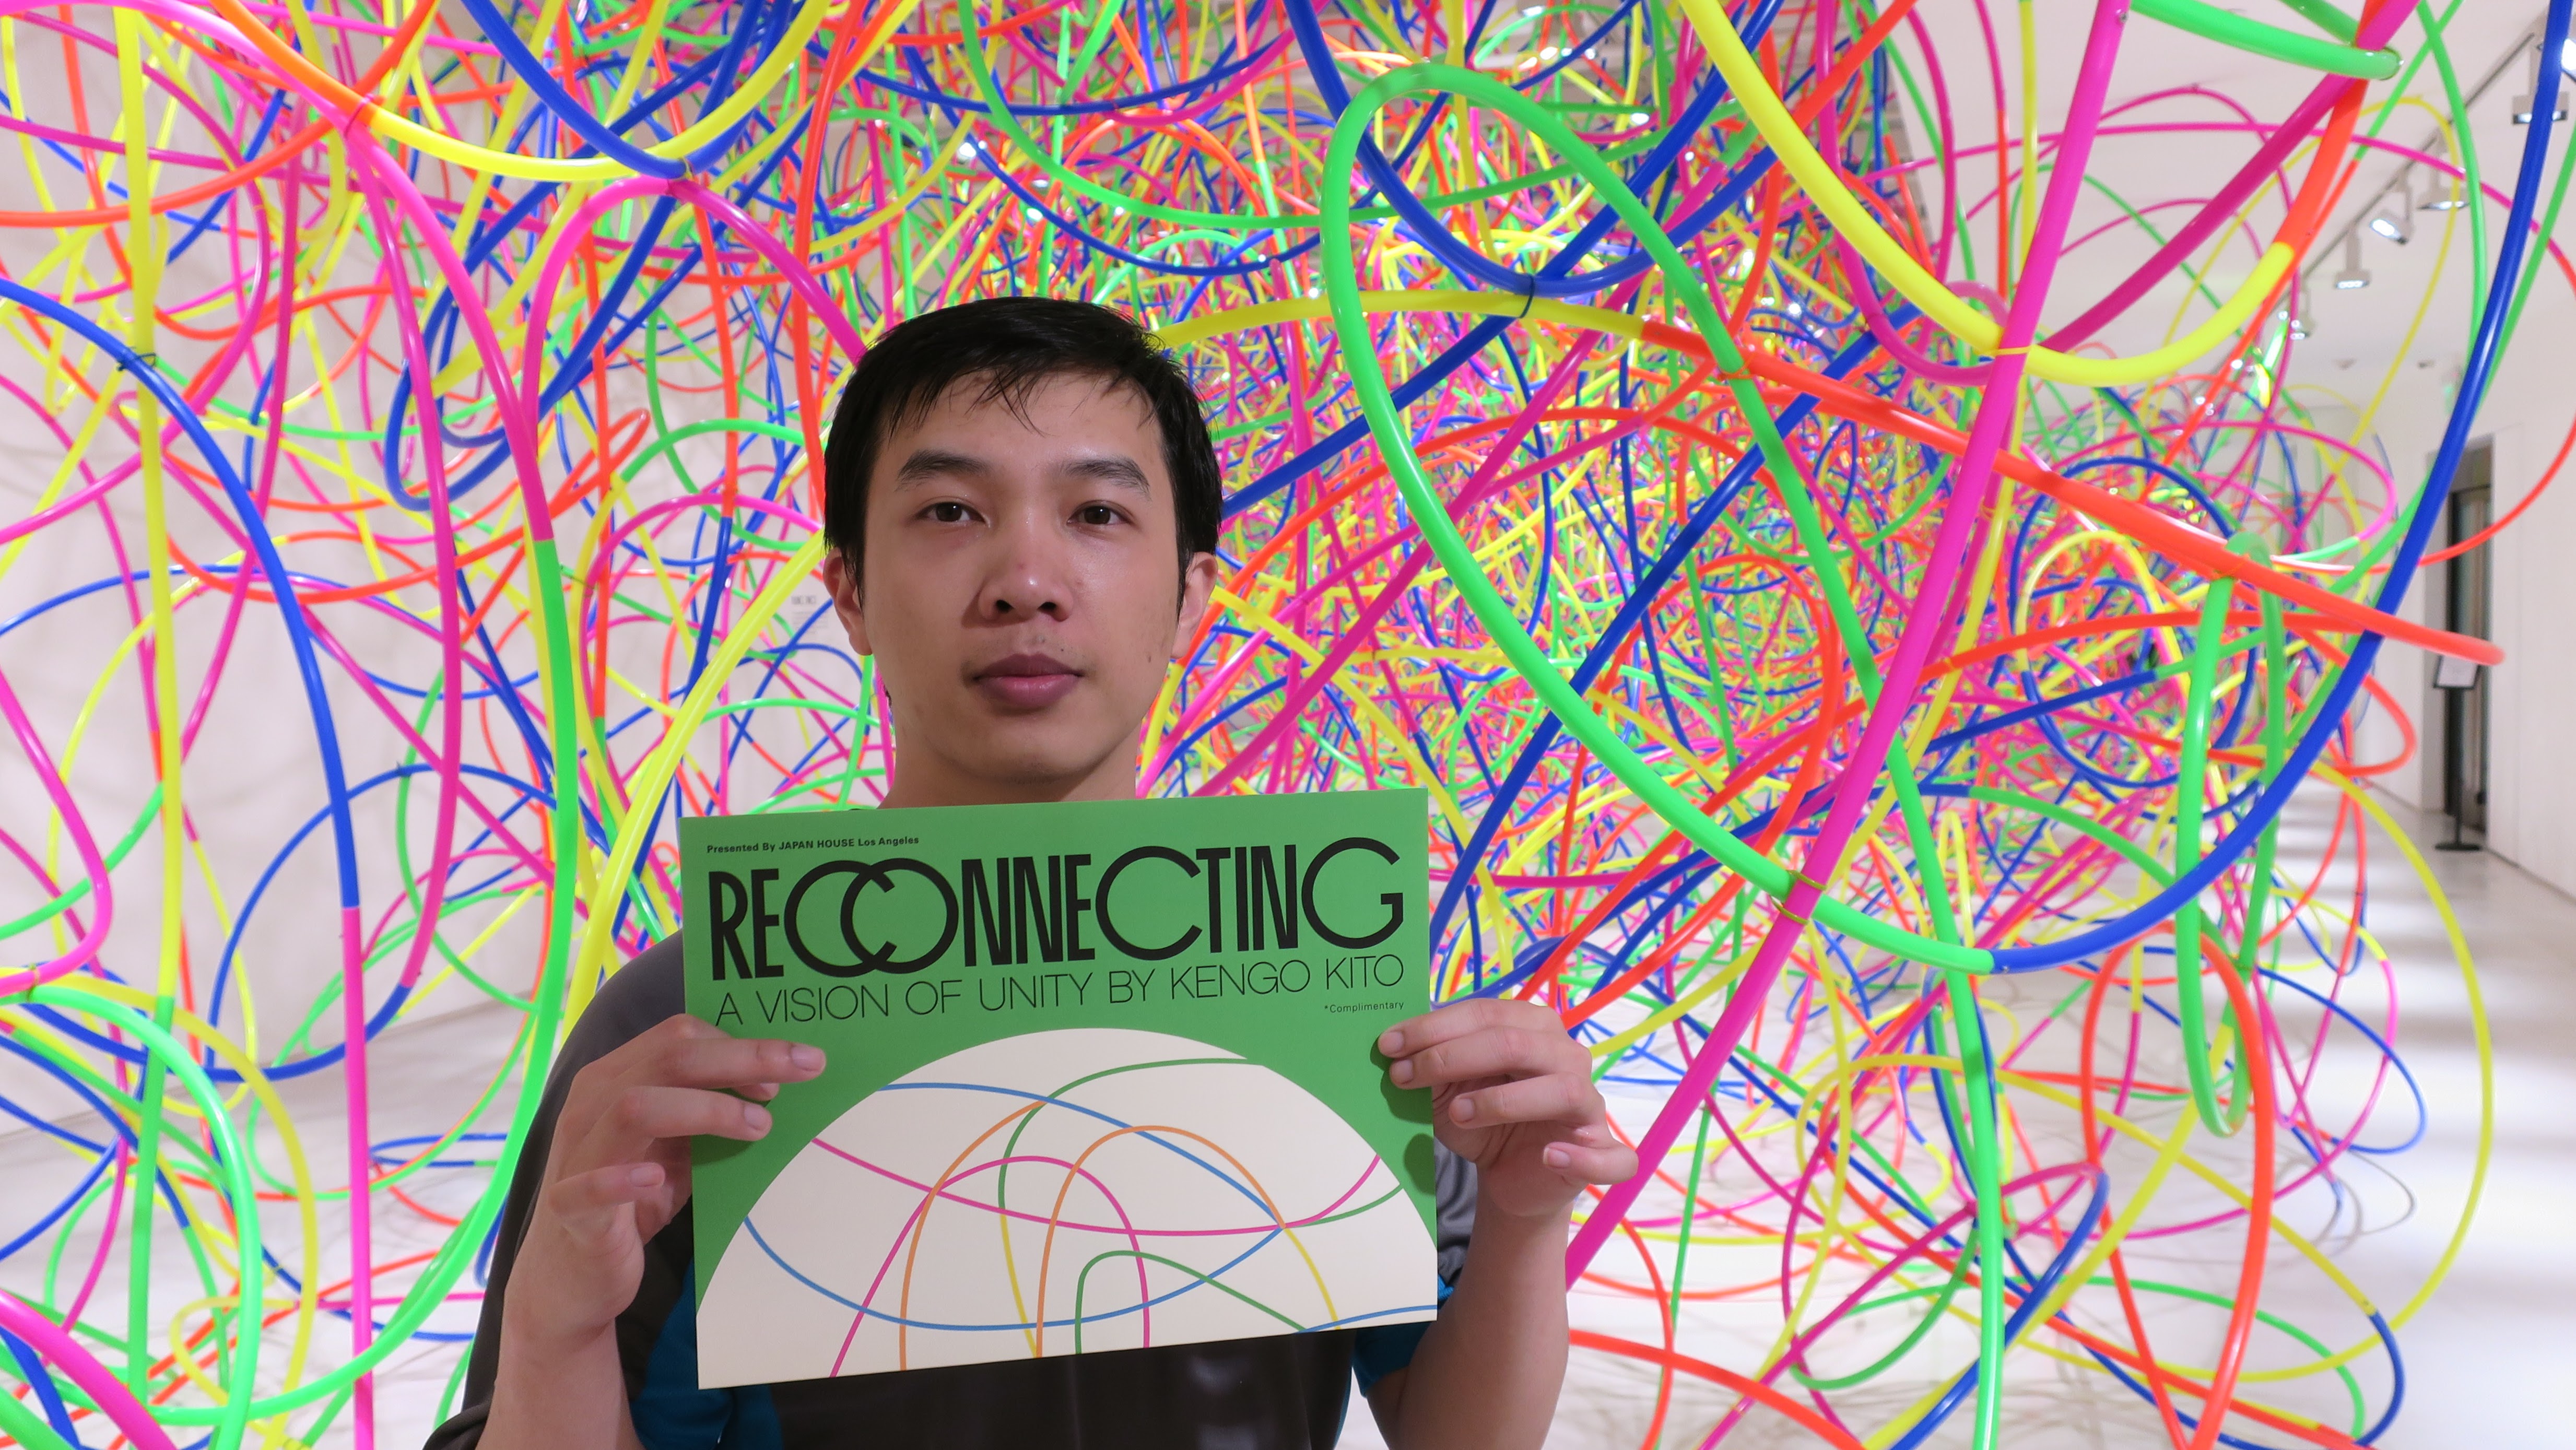 Presented By JAPAN HOUSE Los Angeles
RECONNECTING
A VISION OF UNITY BY KENGO KITO
*Complimentary